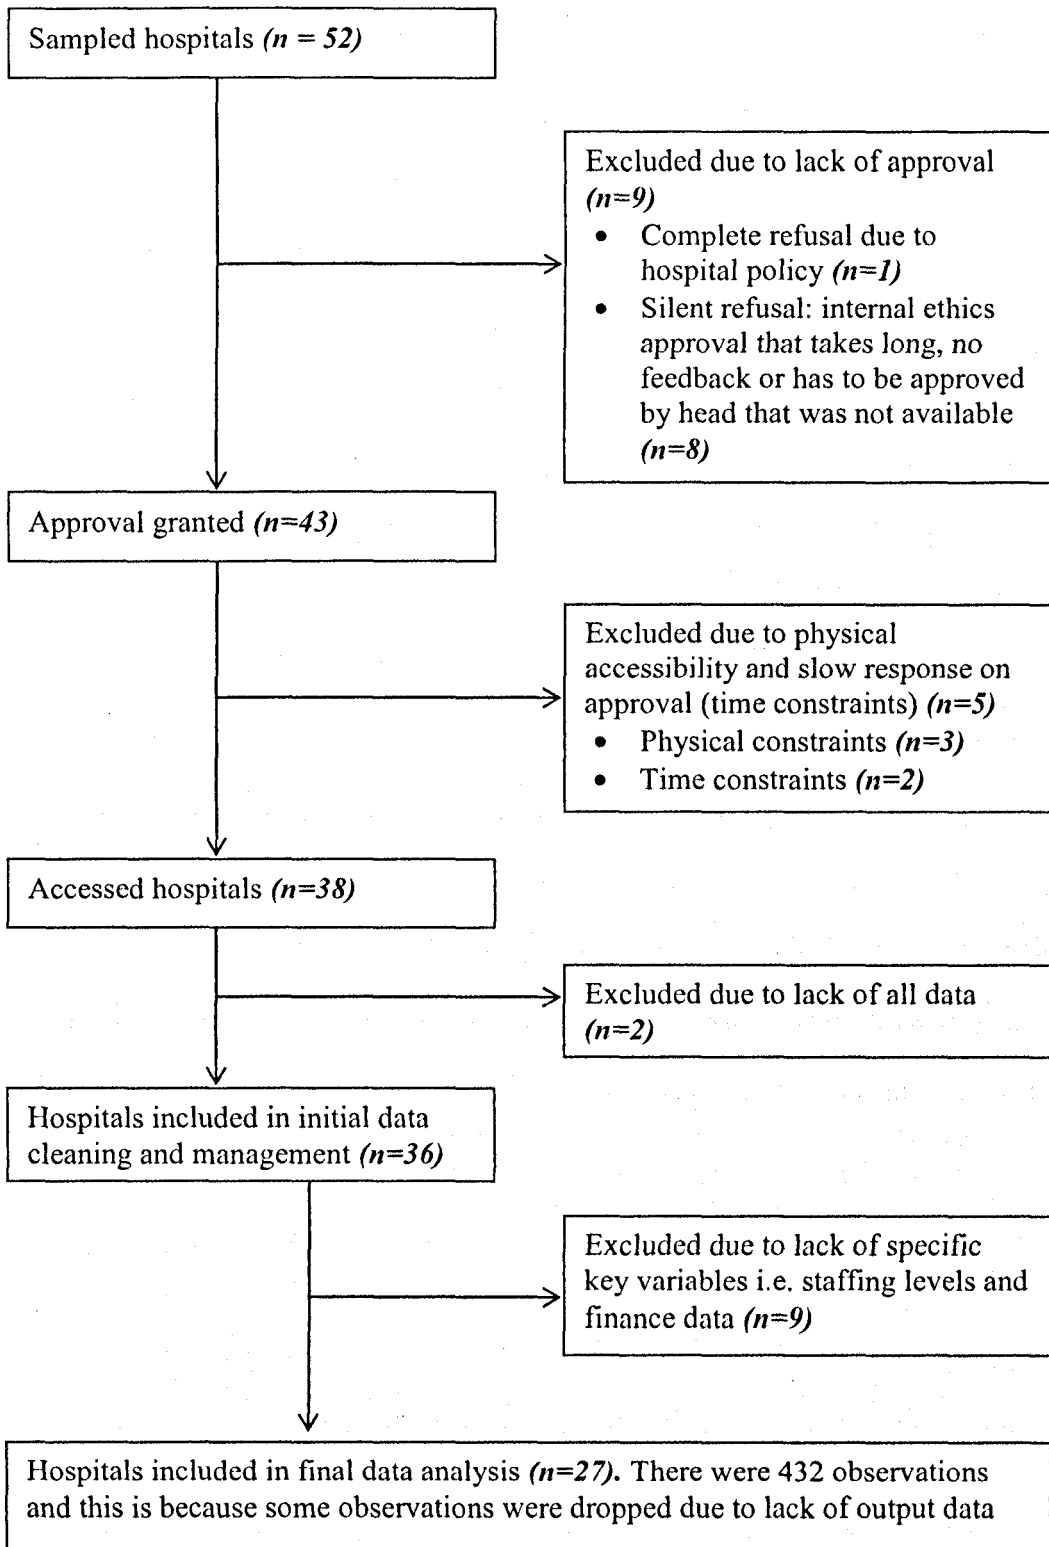 Sampled hospitals (n = 52)
Excluded due to lack of approval
(n=9)
• Complete refusal due to
hospital policy (n=1)
• Silent refusal: internal ethics
approval that takes long, no
feedback or has to be approved
by head that was not available
(n=8)
Approval granted (n=43)
Excluded due to physical
accessibility and slow response on
approval (time constraints) (n=5)
• Physical constraints (n=3)
• Time constraints (n=2)
Accessed hospitals (n=38)
Excluded due to lack of all data
(n=2)
Hospitals included in initial data
cleaning and management (n=36)
Excluded due to lack of specific
key variables i.e. staffing levels and
finance data (n=9)
Hospitals included in final data analysis (n=27). There were 432 observations
and this is because some observations were dropped due to lack of output data